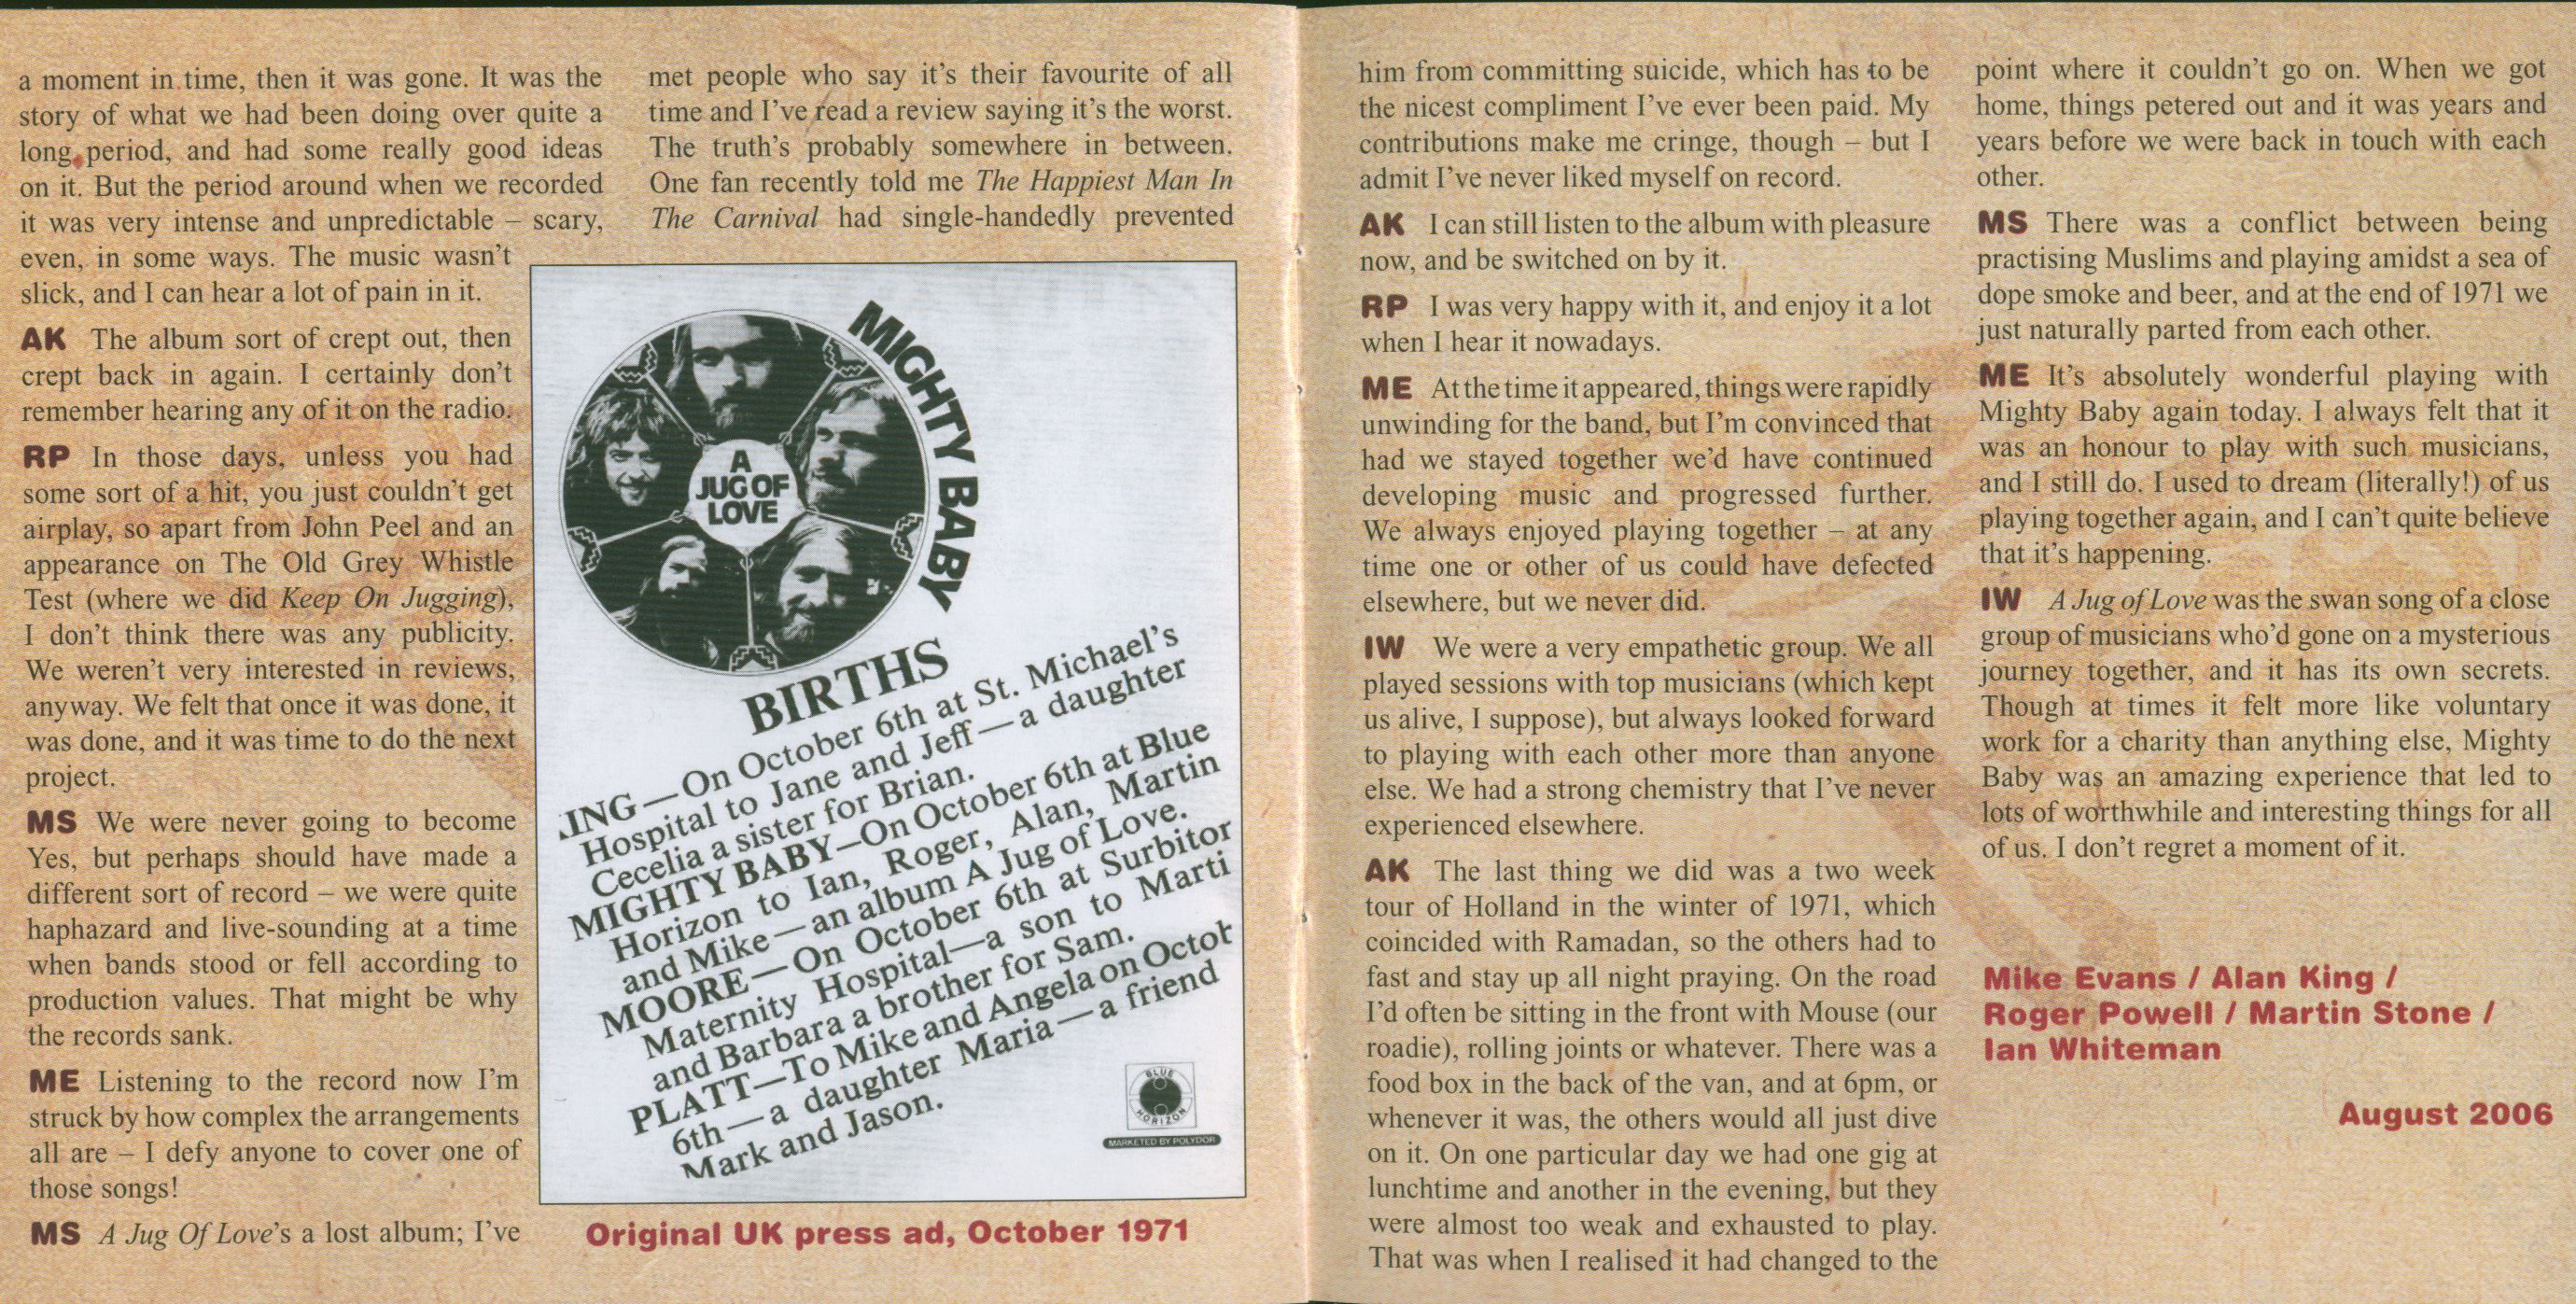 a moment in time, then it was gone. It was the
story of what we had been doing over quite a
long period, and had some really good ideas
on it. But the period around when we recorded
it was very intense and unpredictable – scary,
even, in some ways. The music wasn't
slick, and I can hear a lot of pain in it.
AK The album sort of crept out, then
crept back in again. I certainly don't
remember hearing any of it on the radio.
RP In those days, unless you had
some sort of a hit, you just couldn't get
airplay, so apart from John Peel and an
appearance on The Old Grey Whistle
Test (where we did Keep On Jugging),
I don't think there was any publicity.
We weren't very interested in reviews,
anyway. We felt that once it was done, it
was done, and it was time to do the next
project.
MS We were never going to become
Yes, but perhaps should have made a
different sort of record – we were quite
haphazard and live-sounding at a time
when bands stood or fell according to
production values. That might be why
the records sank.
ME Listening to the record now I'm
struck by how complex the arrangements
all are – I defy anyone to cover one of
those songs!
MS A Jug Of Love's a lost album; I've
met people who say it's their favourite of all
time and I've read a review saying it's the worst.
The truth's probably somewhere in between.
One fan recently told me The Happiest Man In
The Carnival had single-handedly prevented
MIGHTY BABY
A
JUG OF
LOVE
BIRTHS
ING—On October 6th at St. Michael's
Hospital to Jane and Jeff—a daughter
Cecelia a sister for Brian.
MIGHTY BABY—On October 6th at Blue
Horizon to Ian, Roger, Alan, Martin
and Mike—an album A Jug of Love.
MOORE—On October 6th at Surbitor
Maternity Hospital—a son to Marti
and Barbara a brother for Sam.
PLATT—To Mike and Angela on Octob
6th—a daughter Maria—a friend
Mark and Jason.
BLUE
HORIZON
MARKETED BY POLYDOR
Original UK press ad, October 1971
him from committing suicide, which has to be
the nicest compliment I've ever been paid. My
contributions make me cringe, though – but I
admit I've never liked myself on record.
AK I can still listen to the album with pleasure
now, and be switched on by it.
RP I was very happy with it, and enjoy it a lot
when I hear it nowadays.
ME At the time it appeared, things were rapidly
unwinding for the band, but I'm convinced that
had we stayed together we'd have continued
developing music and progressed further.
We always enjoyed playing together – at any
time one or other of us could have defected
elsewhere, but we never did.
IW We were a very empathetic group. We all
played sessions with top musicians (which kept
us alive, I suppose), but always looked forward
to playing with each other more than anyone
else. We had a strong chemistry that I've never
experienced elsewhere.
AK The last thing we did was a two week
tour of Holland in the winter of 1971, which
coincided with Ramadan, so the others had to
fast and stay up all night praying. On the road
I'd often be sitting in the front with Mouse (our
roadie), rolling joints or whatever. There was a
food box in the back of the van, and at 6pm, or
whenever it was, the others would all just dive
on it. On one particular day we had one gig at
lunchtime and another in the evening, but they
were almost too weak and exhausted to play.
That was when I realised it had changed to the
point where it couldn't go on. When we got
home, things petered out and it was years and
years before we were back in touch with each
other.
MS There was a conflict between being
practising Muslims and playing amidst a sea of
dope smoke and beer, and at the end of 1971 we
just naturally parted from each other.
ME It's absolutely wonderful playing with
Mighty Baby again today. I always felt that it
was an honour to play with such musicians,
and I still do. I used to dream (literally!) of us
playing together again, and I can't quite believe
that it's happening.
IW A Jug of Love was the swan song of a close
group of musicians who'd gone on a mysterious
journey together, and it has its own secrets.
Though at times it felt more like voluntary
work for a charity than anything else, Mighty
Baby was an amazing experience that led to
lots of worthwhile and interesting things for all
of us. I don't regret a moment of it.
Mike Evans / Alan King /
Roger Powell / Martin Stone /
Ian Whiteman
August 2006